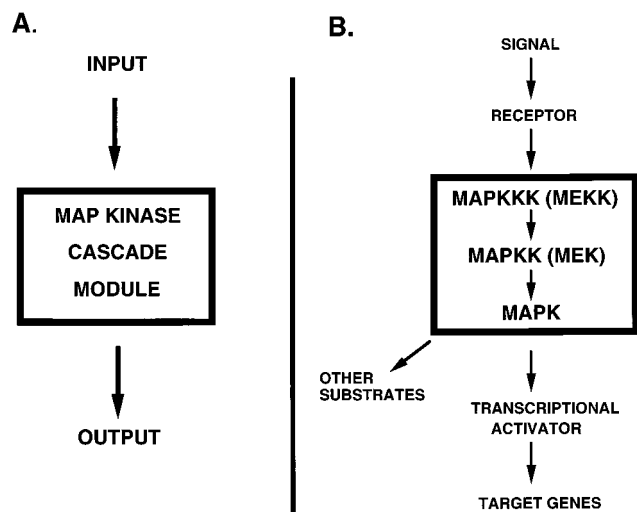 A.
INPUT
MAP KINASE
CASCADE
MODULE
OUTPUT
B.
SIGNAL
RECEPTOR
MAPKKK (MEKK)
MAPKK (MEK)
MAPK
OTHER
SUBSTRATES
TRANSCRIPTIONAL
ACTIVATOR
TARGET GENES